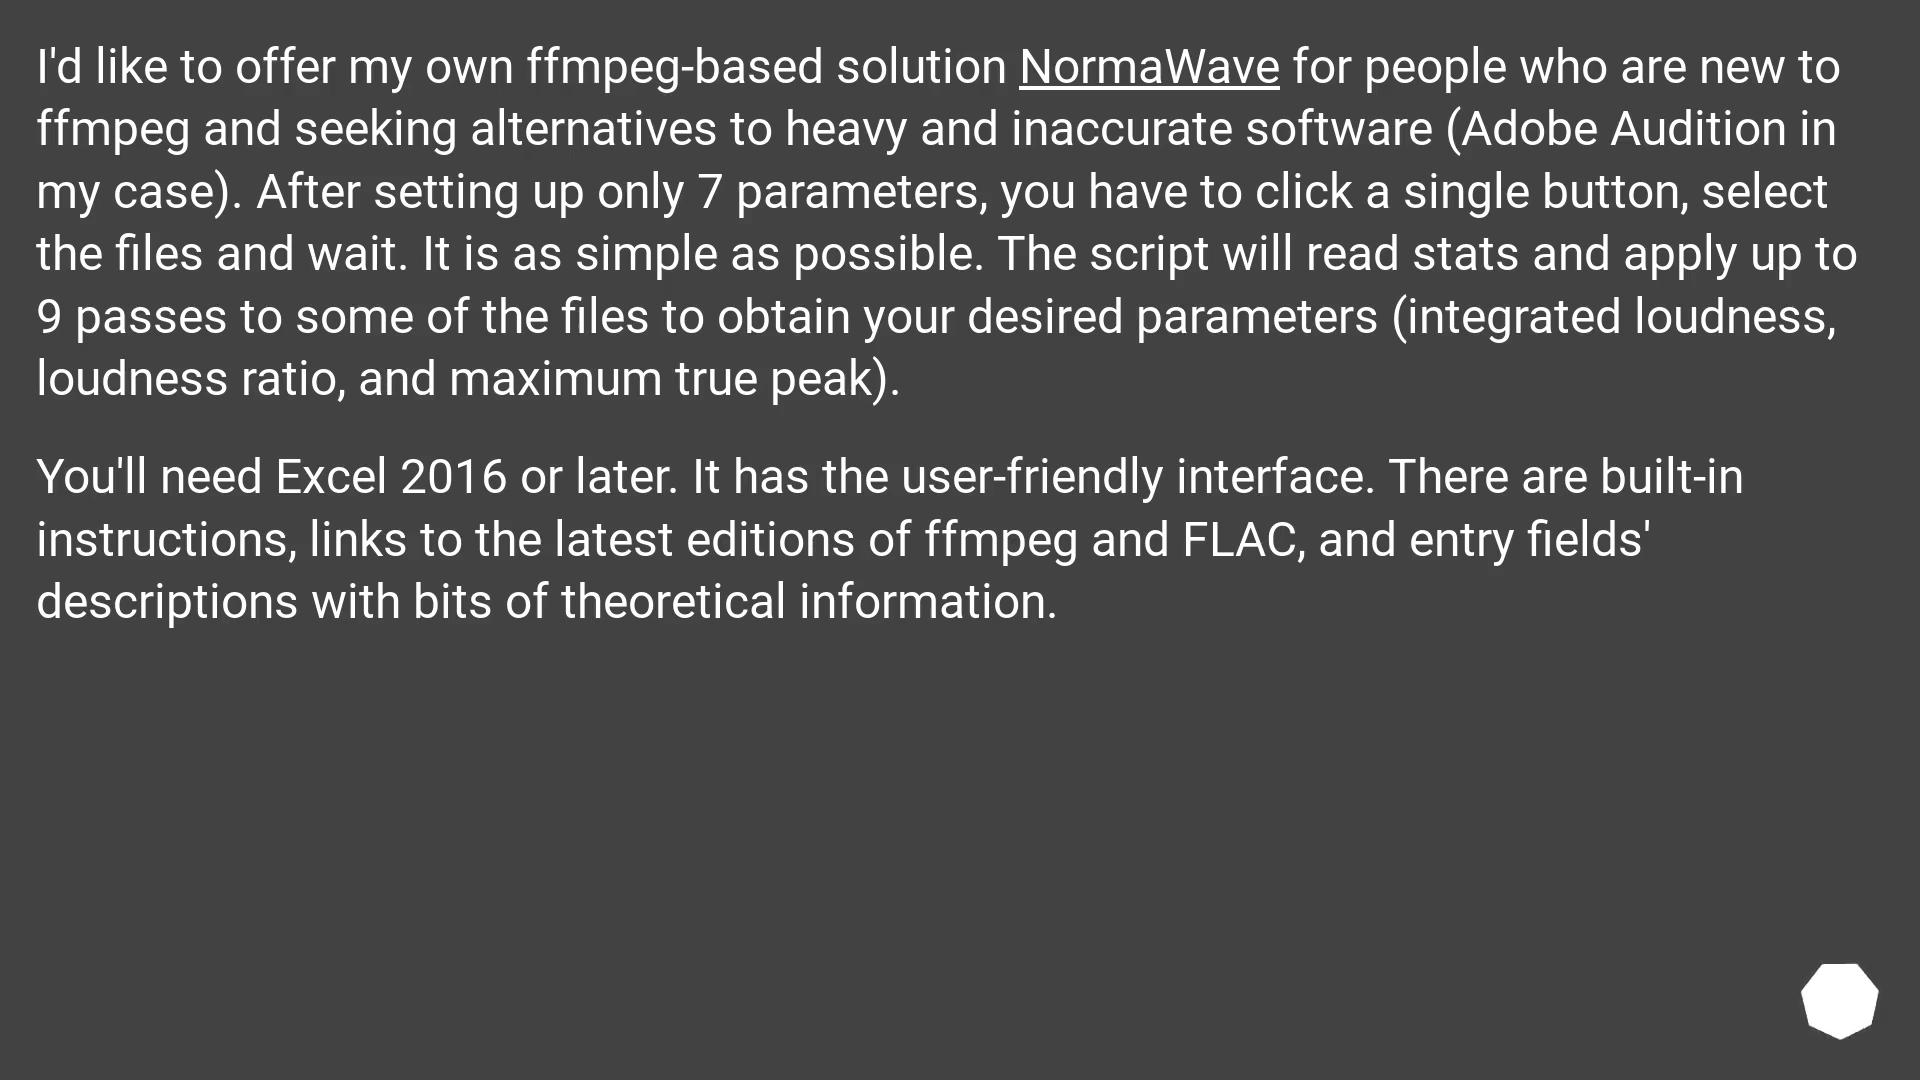 I'd like to offer my own ffmpeg-based solution NormaWave for people who are new to
ffmpeg and seeking alternatives to heavy and inaccurate software (Adobe Audition in
my case). After setting up only 7 parameters, you have to click a single button, select
the files and wait. It is as simple as possible. The script will read stats and apply up to
9 passes to some of the files to obtain your desired parameters (integrated loudness,
loudness ratio, and maximum true peak).
You'll need Excel 2016 or later. It has the user-friendly interface. There are built-in
instructions, links to the latest editions of ffmpeg and FLAC, and entry fields'
descriptions with bits of theoretical information.